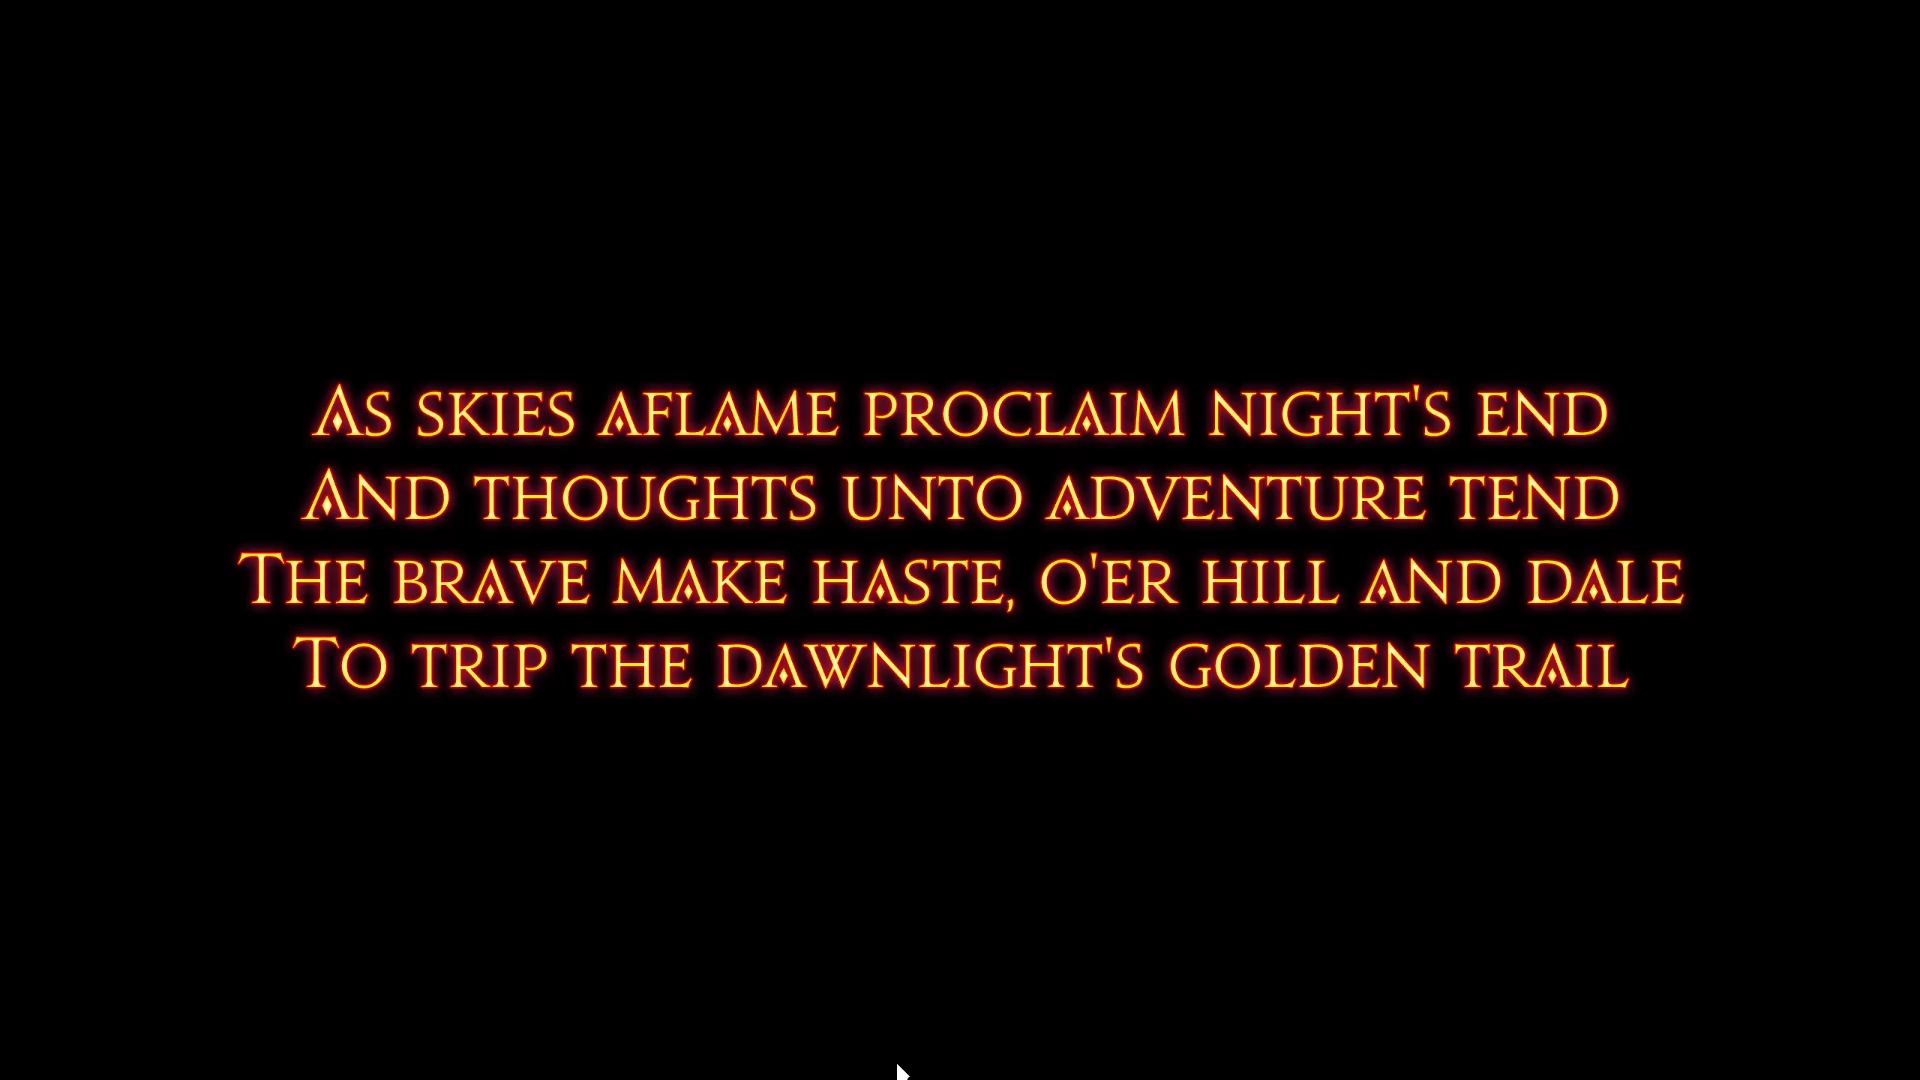 As skies aflame proclaim night's end
And thoughts unto adventure tend
The brave make haste, o'er hill and dale
To trip the dawnlight's golden trail